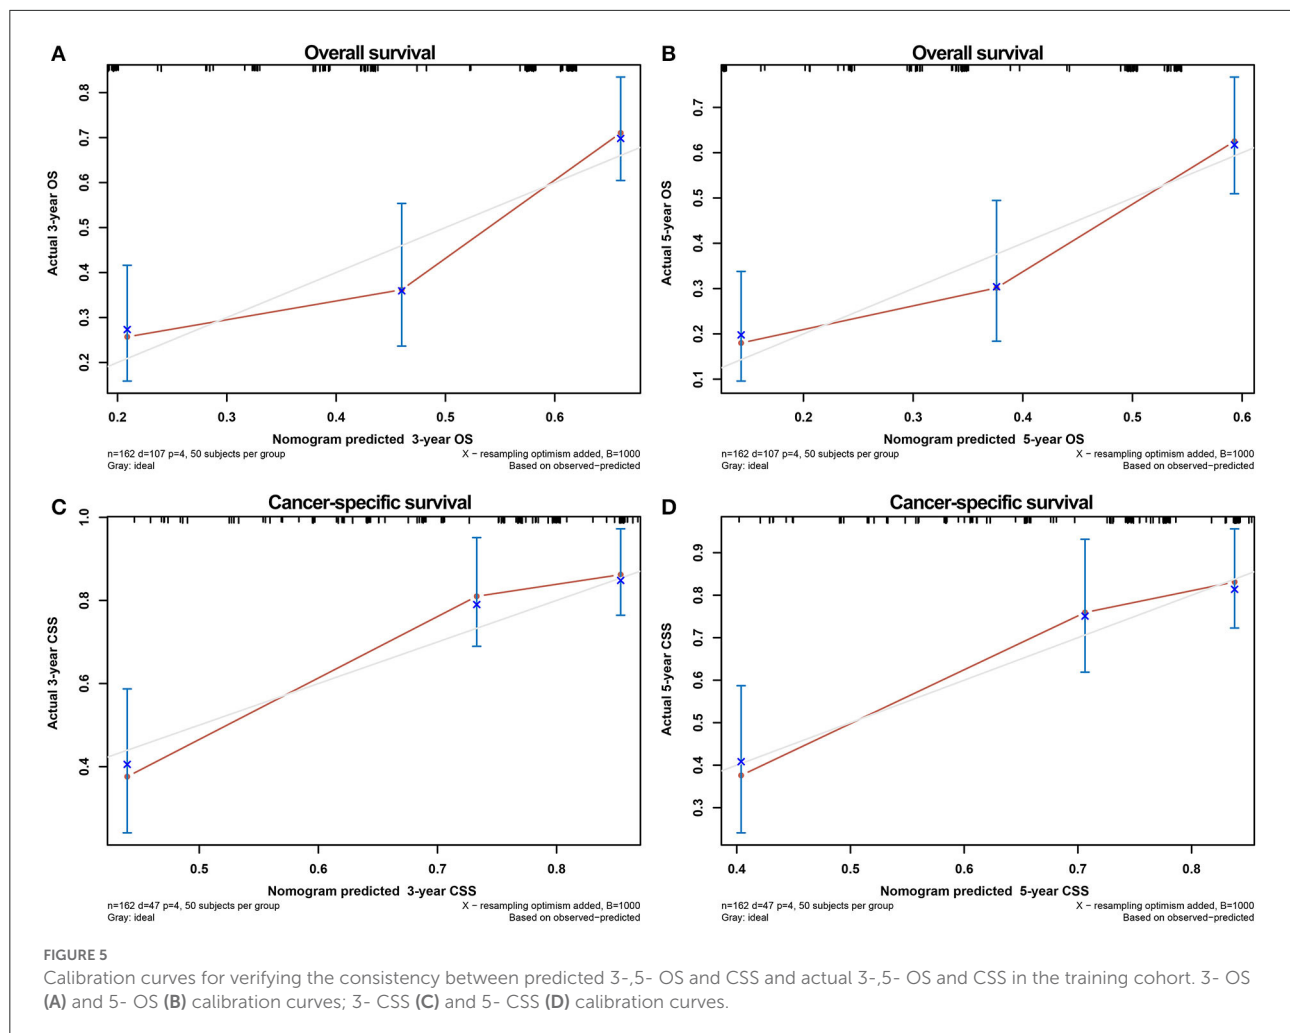 A
Overall survival
0.8
0.7
0.6
0.5
0.4
0.3
0.2
Actual 3-year OS
0.2 0.3 0.4 0.5 0.6
Nomogram predicted 3-year OS
n=162 d=107 p=4, 50 subjects per group
Gray: ideal
X − resampling optimism added, B=1000
Based on observed−predicted
B
Overall survival
0.7
0.6
0.5
0.4
0.3
0.2
0.1
Actual 5-year OS
0.2 0.3 0.4 0.5 0.6
Nomogram predicted 5-year OS
n=162 d=107 p=4, 50 subjects per group
Gray: ideal
X − resampling optimism added, B=1000
Based on observed−predicted
C
Cancer-specific survival
1.0
0.8
0.6
0.4
Actual 3-year CSS
0.5 0.6 0.7 0.8
Nomogram predicted 3-year CSS
n=162 d=47 p=4, 50 subjects per group
Gray: ideal
X − resampling optimism added, B=1000
Based on observed−predicted
D
Cancer-specific survival
0.9
0.8
0.7
0.6
0.5
0.4
0.3
Actual 5-year CSS
0.4 0.5 0.6 0.7 0.8
Nomogram predicted 5-year CSS
n=162 d=47 p=4, 50 subjects per group
Gray: ideal
X − resampling optimism added, B=1000
Based on observed−predicted
FIGURE 5
Calibration curves for verifying the consistency between predicted 3-,5- OS and CSS and actual 3-,5- OS and CSS in the training cohort. 3- OS
(A) and 5- OS (B) calibration curves; 3- CSS (C) and 5- CSS (D) calibration curves.